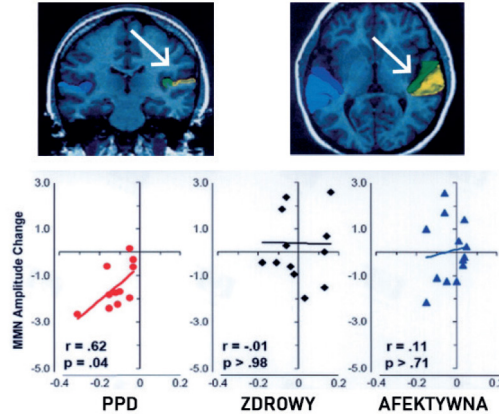 MMN Amplitude Change
3.0 3.0 3.0
1.0 1.0 1.0
-1.0 -1.0 -1.0
-3.0 -3.0 -3.0
r = .62 r = -.01 r = .11
p = .04 p > .98 p > .71
-5.0 -5.0 -5.0
-0.4 -0.2 0 0.2 -0.4 -0.2 0 0.2 -0.4 -0.2 0 0.2
PPD ZDROWY AFEKTYWNA